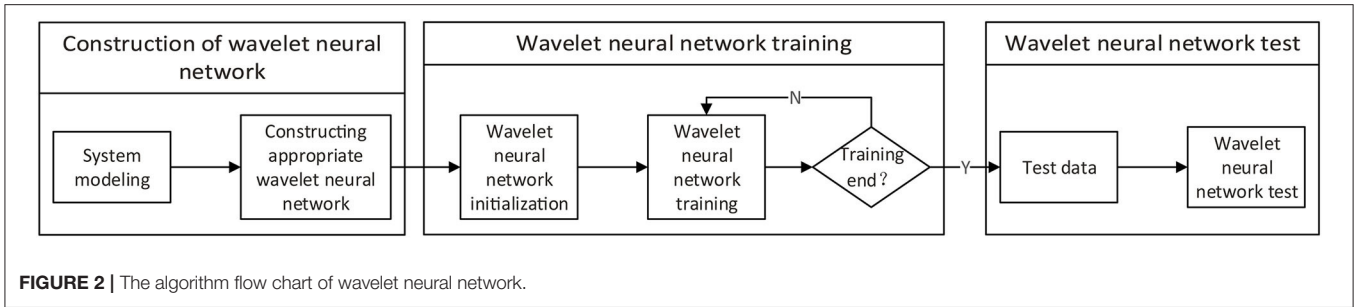 Construction of wavelet neural
network
System
modeling
Constructing
appropriate
wavelet neural
network
Wavelet neural network training
Wavelet
neural
network
initialization
Wavelet
neural
network
training
N
Training
end？
Y
Wavelet neural network test
Test data
Wavelet
neural
network test
FIGURE 2 | The algorithm flow chart of wavelet neural network.